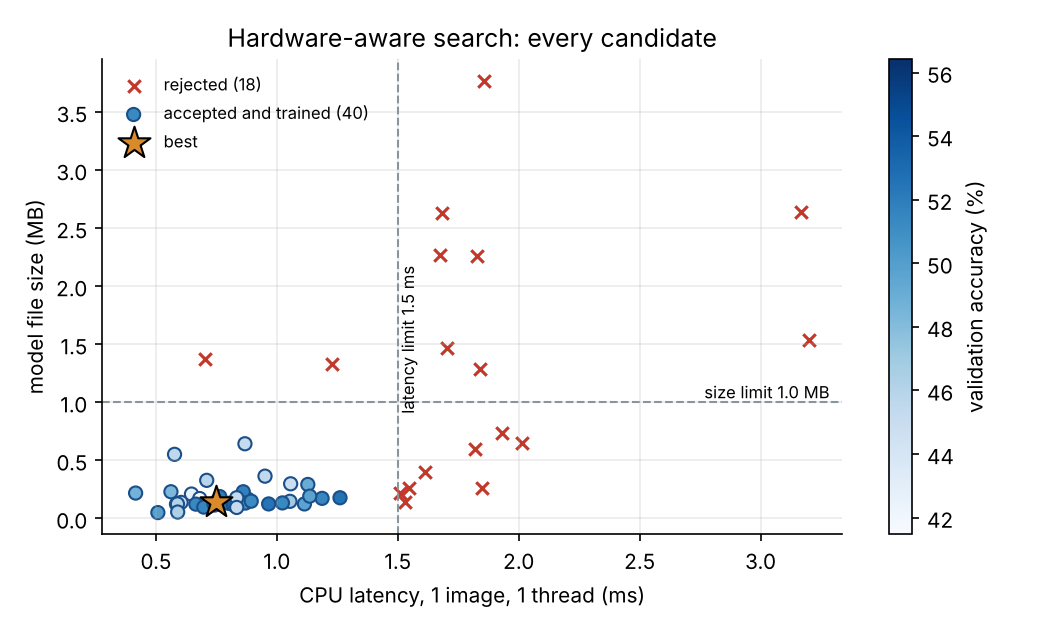 Hardware-aware search: every candidate
rejected (18)
accepted and trained (40)
best
latency limit 1.5 ms
size limit 1.0 MB
model file size (MB)
3.5
3.0
2.5
2.0
1.5
1.0
0.5
0.0
0.5
1.0
1.5
2.0
2.5
3.0
CPU latency, 1 image, 1 thread (ms)
56
54
52
50
48
46
44
42
validation accuracy (%)